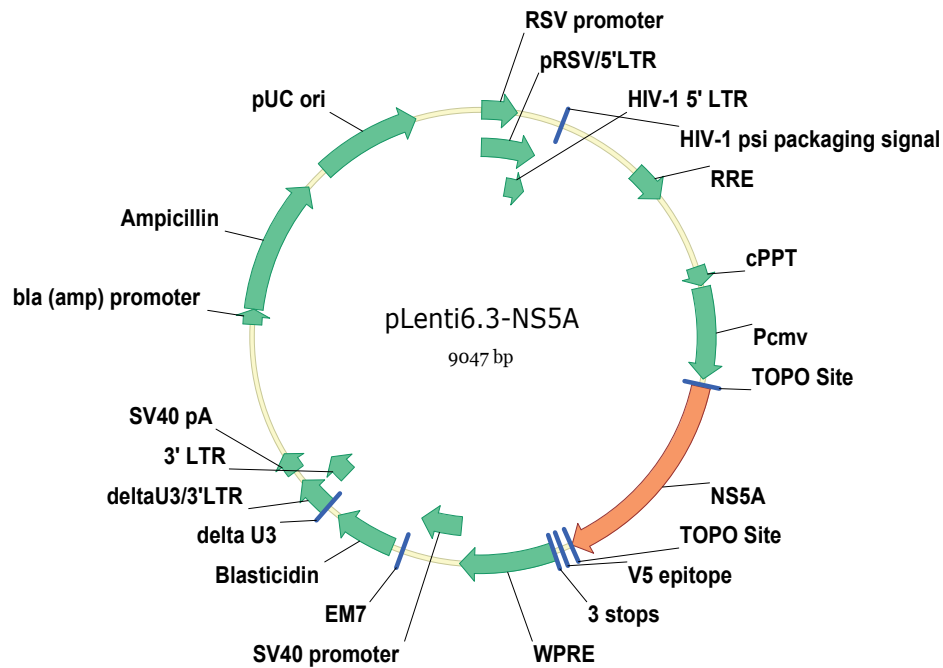 RSV promoter
pRSV/5'LTR
pUC ori
HIV-1 5' LTR
HIV-1 psi packaging signal
RRE
Ampicillin
cPPT
bla (amp) promoter
pLenti6.3-NS5A
9047 bp
Pcmv
TOPO Site
SV40 pA
3' LTR
deltaU3/3'LTR
NS5A
delta U3
TOPO Site
Blasticidin
V5 epitope
EM7
3 stops
SV40 promoter
WPRE